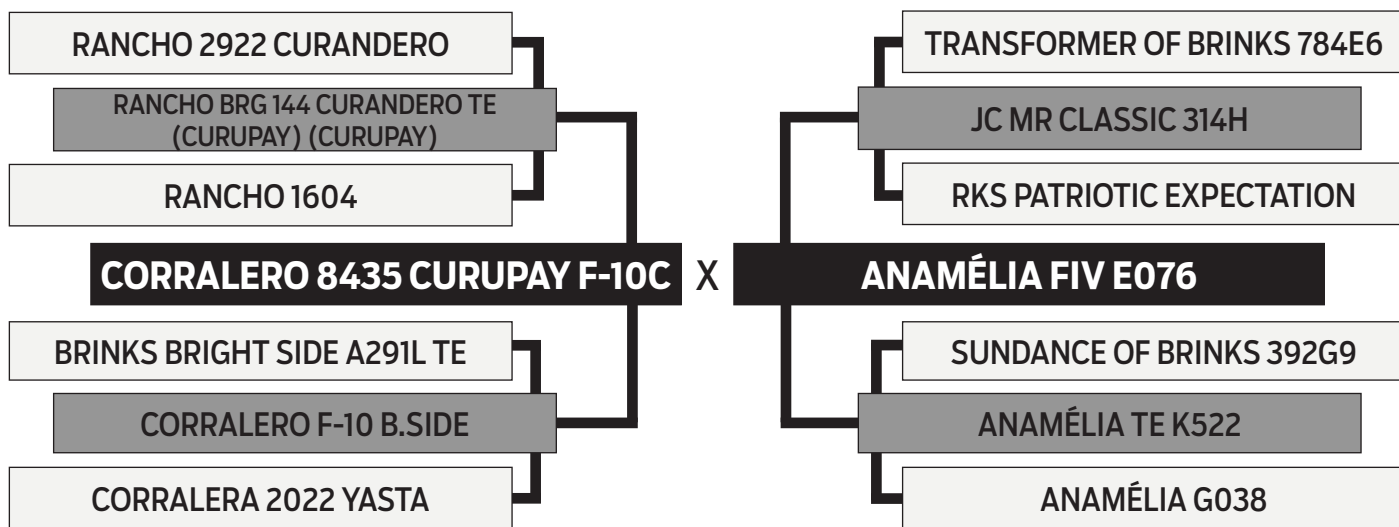 RANCHO 2922 CURANDERO
RANCHO BRG 144 CURANDERO TE
(CURUPAY) (CURUPAY)
RANCHO 1604
CORRALERO 8435 CURUPAY F-10C
BRINKS BRIGHT SIDE A291L TE
CORRALERO F-10 B.SIDE
CORRALERA 2022 YASTA
X
TRANSFORMER OF BRINKS 784E6
JC MR CLASSIC 314H
RKS PATRIOTIC EXPECTATION
ANAMÉLIA FIV E076
SUNDANCE OF BRINKS 392G9
ANAMÉLIA TE K522
ANAMÉLIA G038